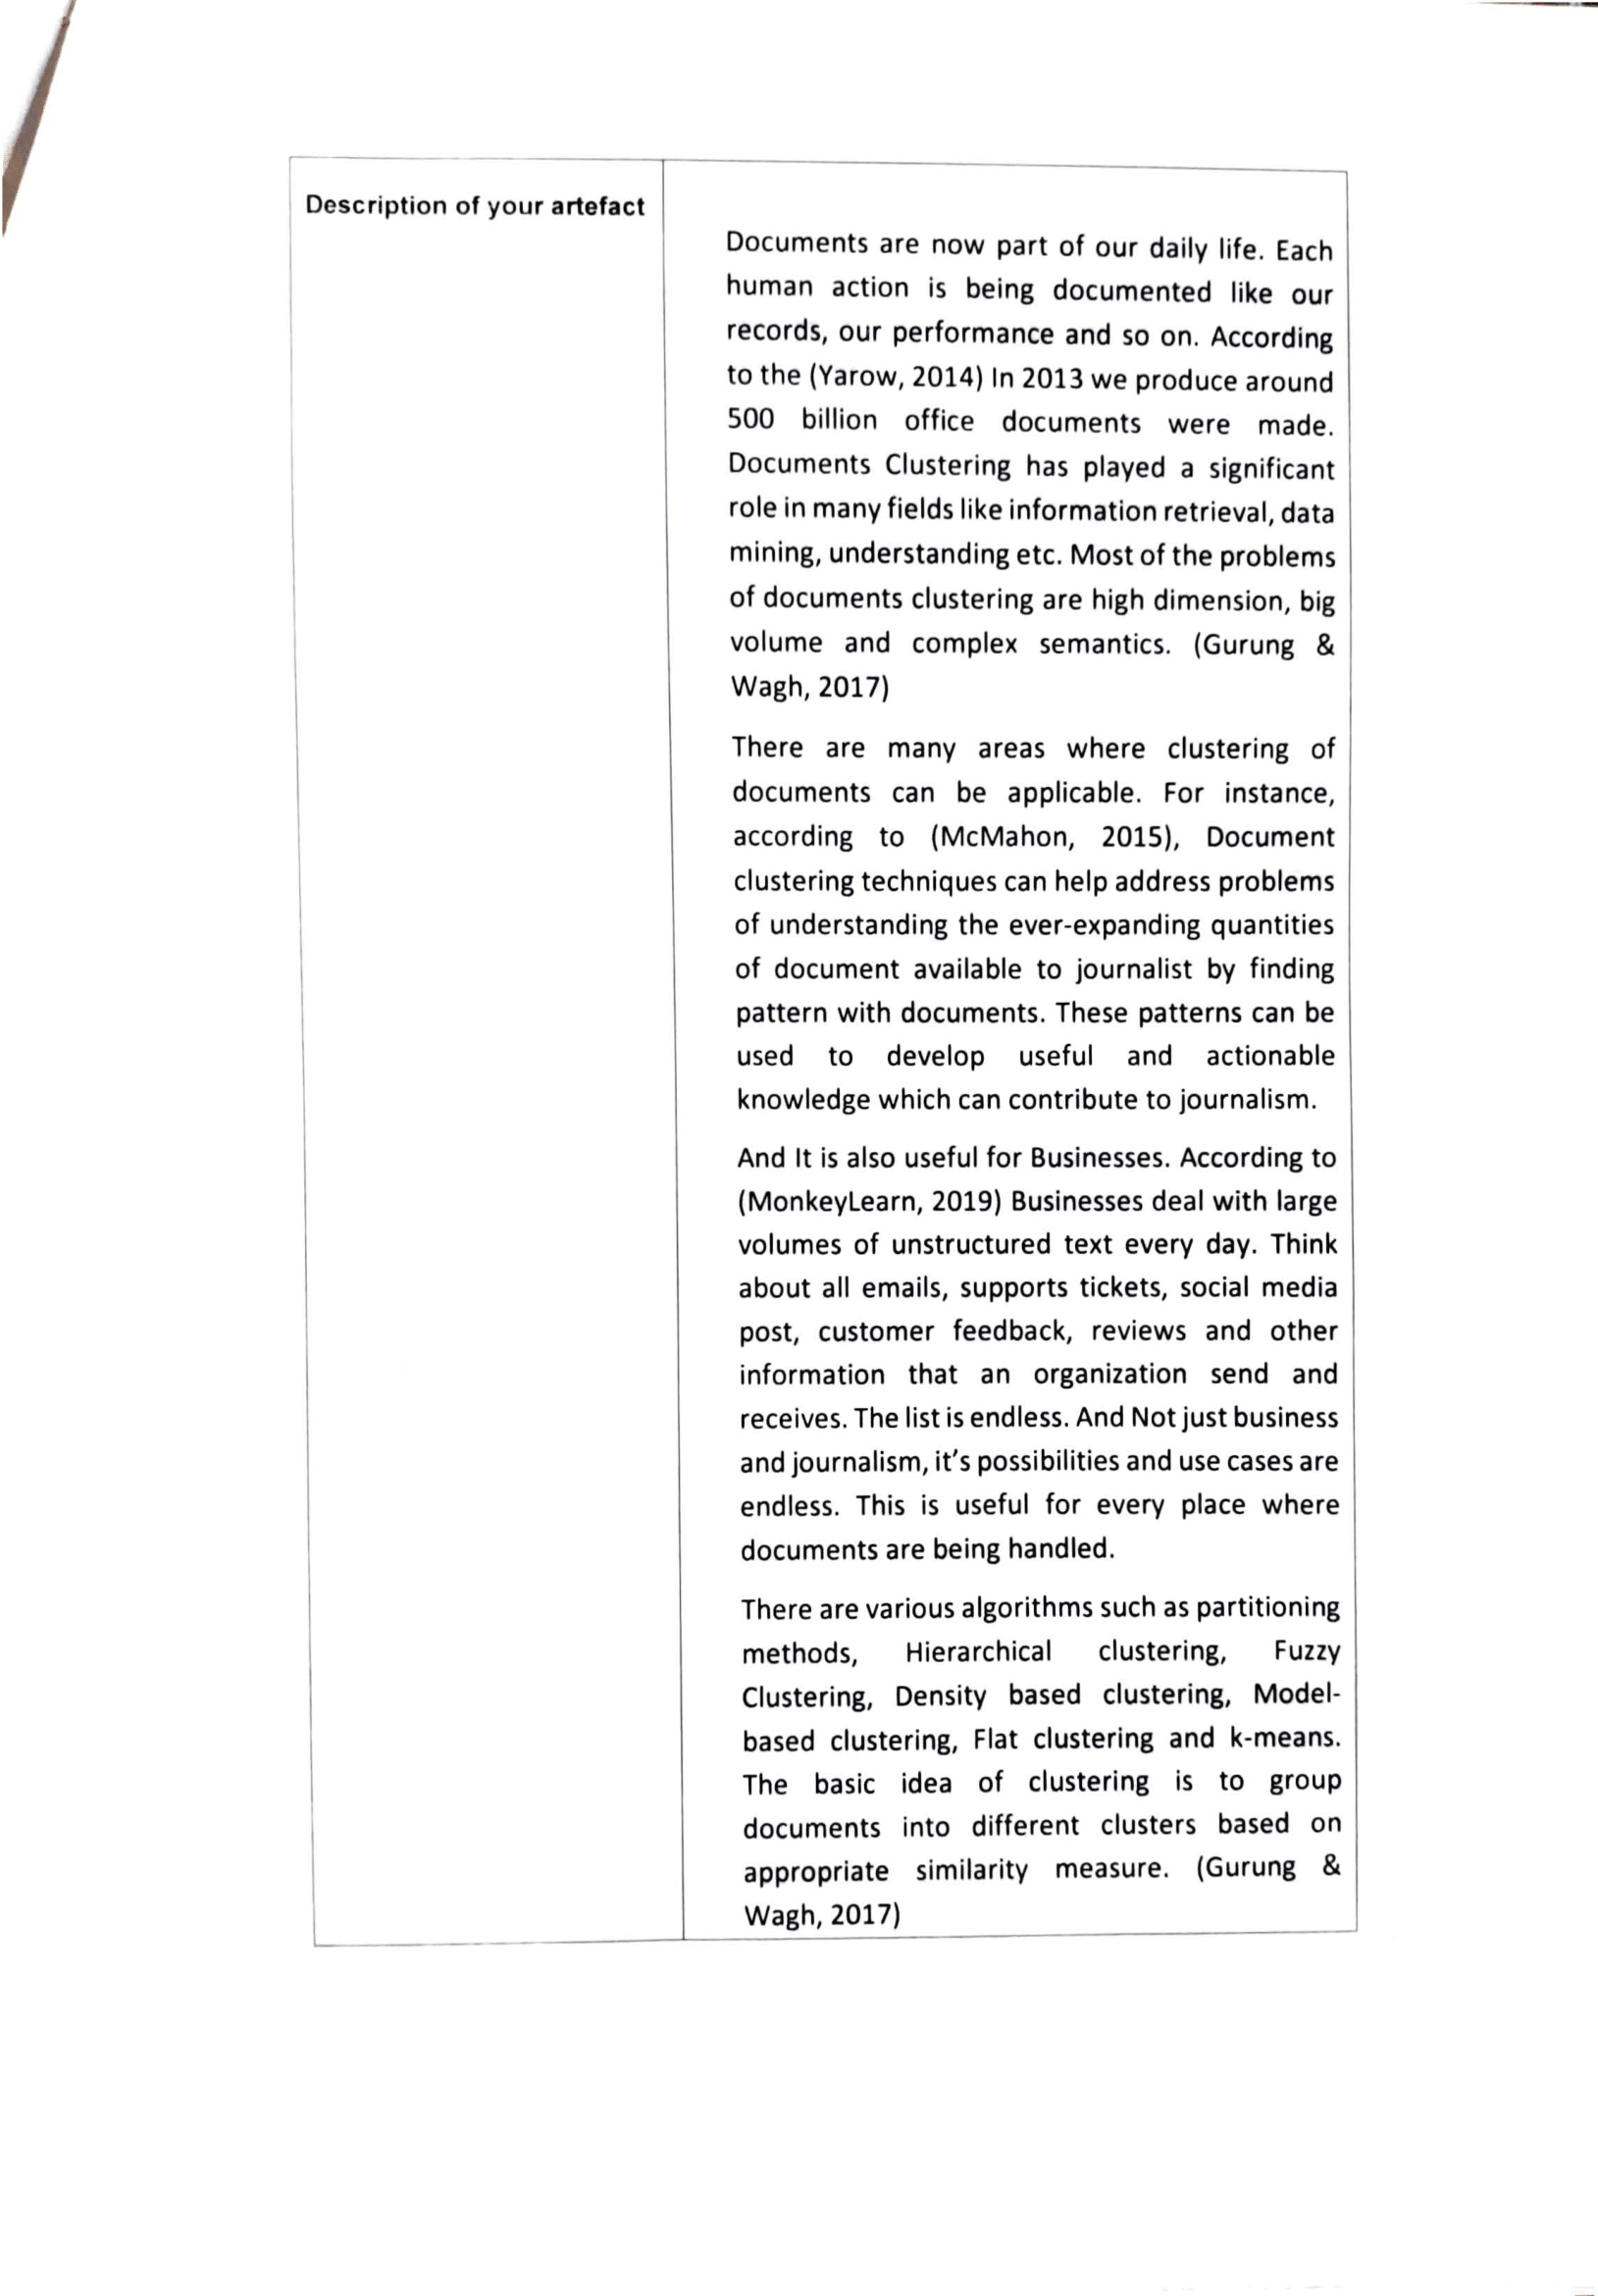 Description of your artefact
Documents are now part of our daily life. Each
human action is being documented like our
records, our performance and so on. According
to the (Yarow, 2014) In 2013 we produce around
500 billion office documents were made.
Documents Clustering has played a significant
role in many fields like information retrieval, data
mining, understanding etc. Most of the problems
of documents clustering are high dimension, big
volume and complex semantics. (Gurung &
Wagh, 2017)
There are many areas where clustering of
documents can be applicable. For instance,
according to (McMahon, 2015), Document
clustering techniques can help address problems
of understanding the ever-expanding quantities
of document available to journalist by finding
pattern with documents. These patterns can be
used to develop useful and actionable
knowledge which can contribute to journalism.
And It is also useful for Businesses. According to
(MonkeyLearn, 2019) Businesses deal with large
volumes of unstructured text every day. Think
about all emails, supports tickets, social media
post, customer feedback, reviews and other
information that an organization send and
receives. The list is endless. And Not just business
and journalism, it's possibilities and use cases are
endless. This is useful for every place where
documents are being handled.
There are various algorithms such as partitioning
methods, Hierarchical clustering, Fuzzy
Clustering, Density based clustering, Model-
based clustering, Flat clustering and k-means.
The basic idea of clustering is to group
documents into different clusters based on
appropriate similarity measure. (Gurung &
Wagh, 2017)